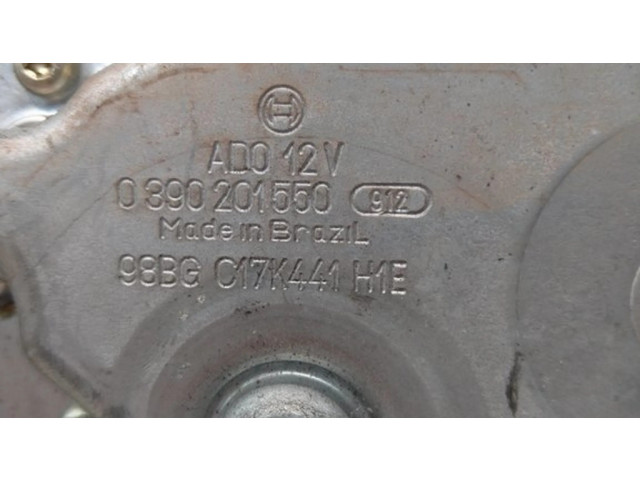 ADO 12V
0 390 201 550 912
Made in BraziL
98BG C17K441 H1E